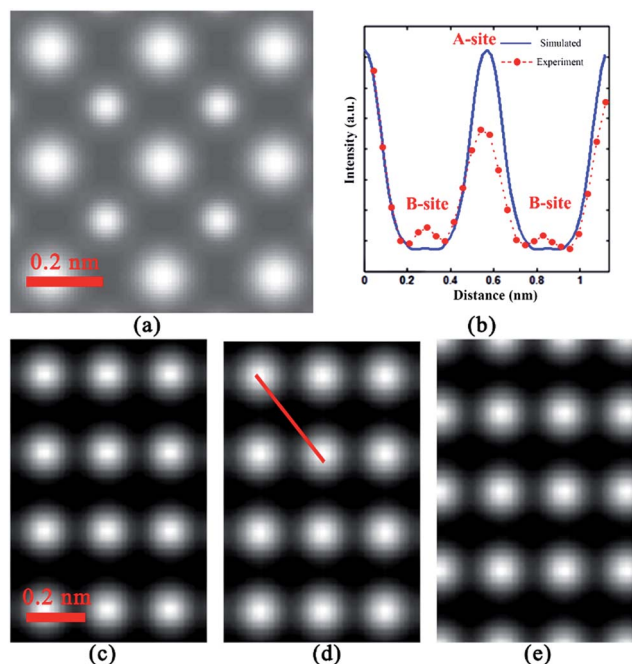 0.2 nm
(a)
A-site
Simulated
Experiment
B-site
B-site
Intensity (a.u.)
0
0.2
0.4
0.6
0.8
1
Distance (nm)
(b)
0.2 nm
(c)
(d)
(e)